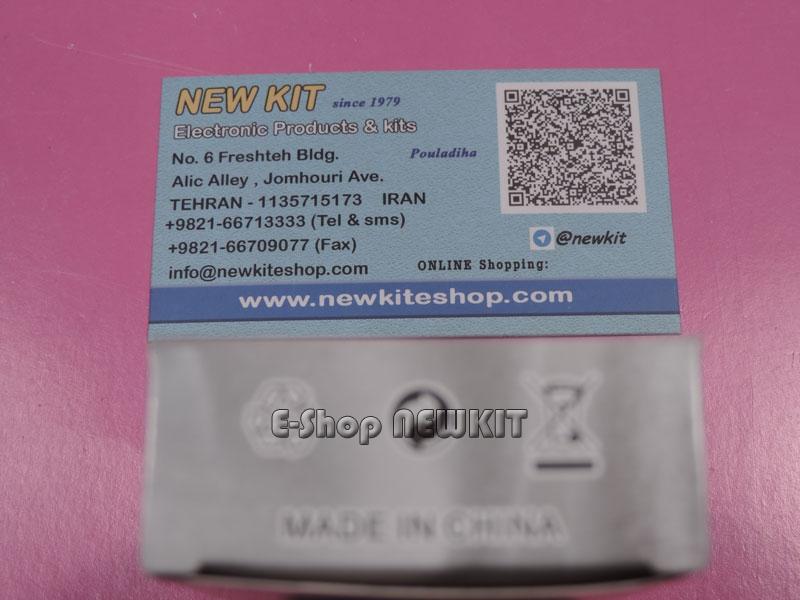 NEW KIT since 1979
Electronic Products & kits
No. 6 Freshteh Bldg. Pouladiha
Alic Alley , Jomhouri Ave.
TEHRAN - 1135715173 IRAN
+9821-66713333 (Tel & sms)
+9821-66709077 (Fax)
@newkit
info@newkiteshop.com ONLINE Shopping:
www.newkiteshop.com
E-Shop NEWKIT
MADE IN CHINA